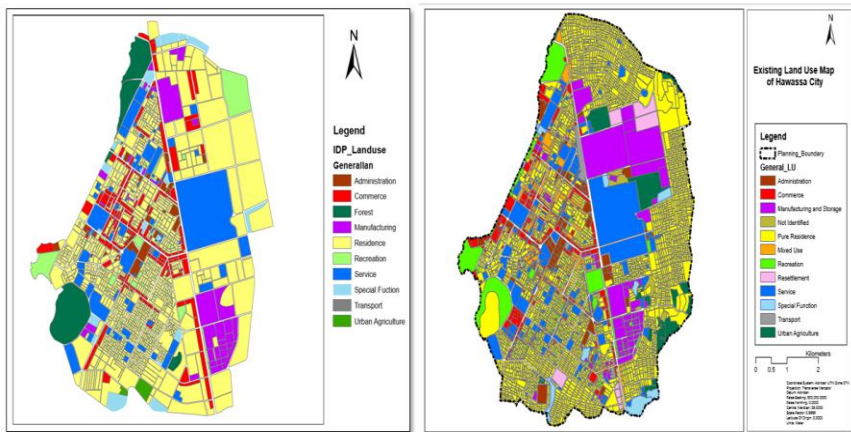 N
Legend
IDP_Landuse
Generallan
Administration
Commerce
Forest
Manufacturing
Residence
Recreation
Service
Special Fuction
Transport
Urban Agriculture
N
Existing Land Use Map
of Hawassa City
Legend
Planning_Boundary
General_LU
Administration
Commerce
Manufacturing and Storage
Not Identified
Pure Residence
Mixed Use
Recreation
Resettlement
Service
Special Function
Transport
Urban Agriculture
Kilometers
0 0.5 1 2